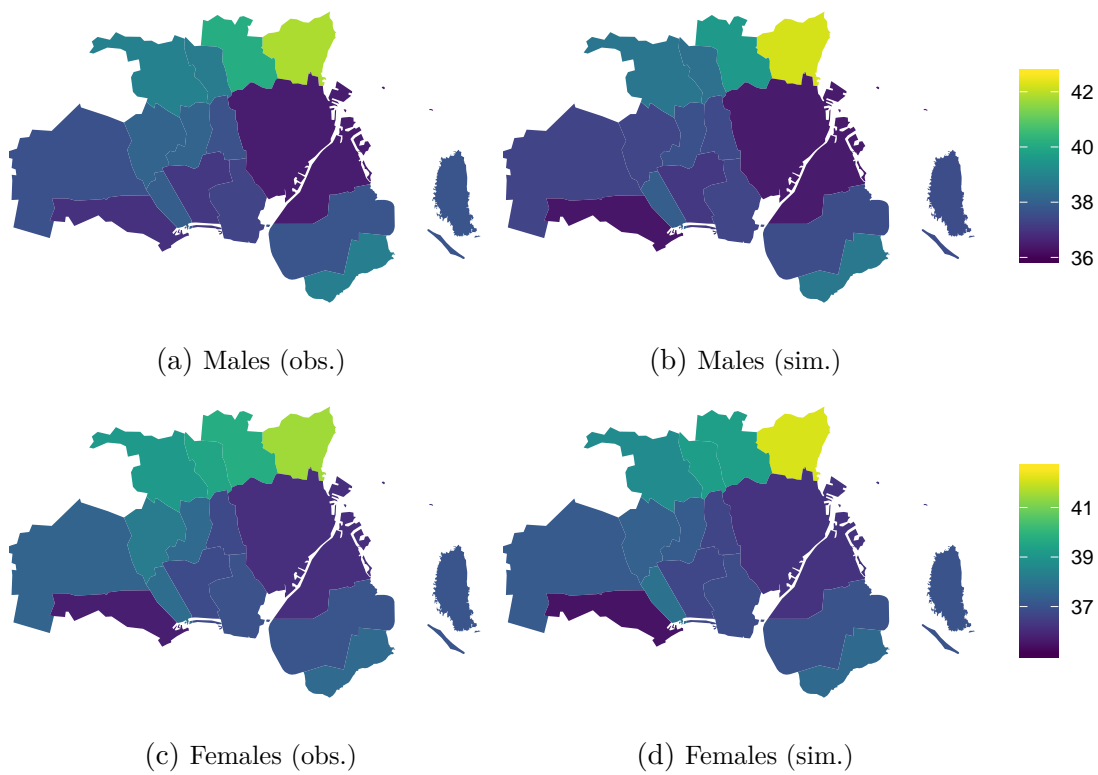 42
40
38
36
(a) Males (obs.)
(b) Males (sim.)
41
39
37
(c) Females (obs.)
(d) Females (sim.)